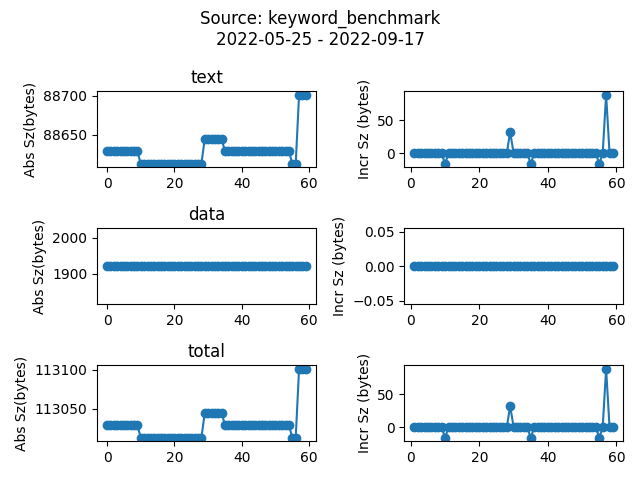 Source: keyword_benchmark
2022-05-25 - 2022-09-17
text
Abs Sz(bytes)
88700
88650
0 20 40 60
Incr Sz (bytes)
50
0
0 20 40 60
data
Abs Sz(bytes)
2000
1900
0 20 40 60
Incr Sz (bytes)
0.05
0.00
−0.05
0 20 40 60
total
Abs Sz(bytes)
113100
113050
0 20 40 60
Incr Sz (bytes)
50
0
0 20 40 60